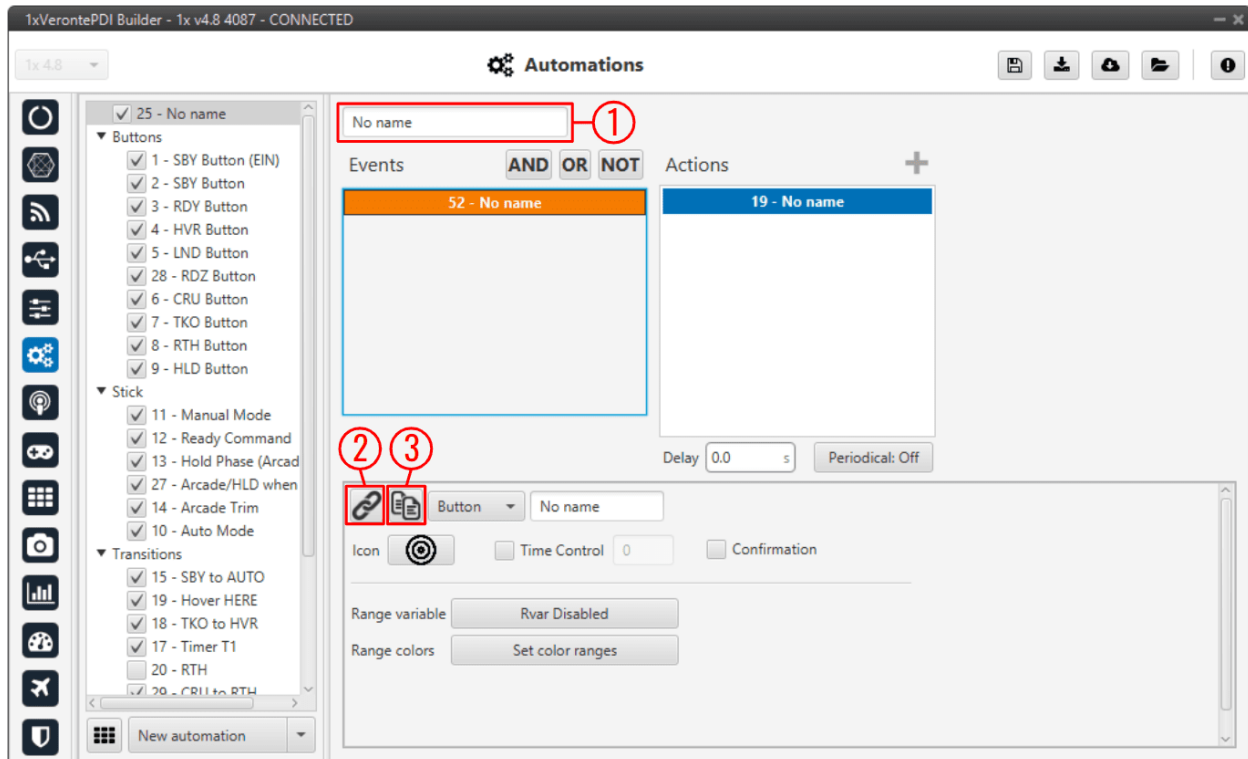 1xVerontePDI Builder - 1x v4.8 4087 - CONNECTED
1x 4.8
Automations
25 - No name
Buttons
1 - SBY Button (EIN)
2 - SBY Button
3 - RDY Button
4 - HVR Button
5 - LND Button
28 - RDZ Button
6 - CRU Button
7 - TKO Button
8 - RTH Button
9 - HLD Button
Stick
11 - Manual Mode
12 - Ready Command
13 - Hold Phase (Arcad
27 - Arcade/HLD when
14 - Arcade Trim
10 - Auto Mode
Transitions
15 - SBY to AUTO
19 - Hover HERE
18 - TKO to HVR
17 - Timer T1
20 - RTH
29 - CRU to RTH
New automation
No name
1
Events AND OR NOT
52 - No name
Actions
19 - No name
Delay 0.0 s Periodical: Off
2 3
Button No name
Icon Time Control 0 Confirmation
Range variable Rvar Disabled
Range colors Set color ranges